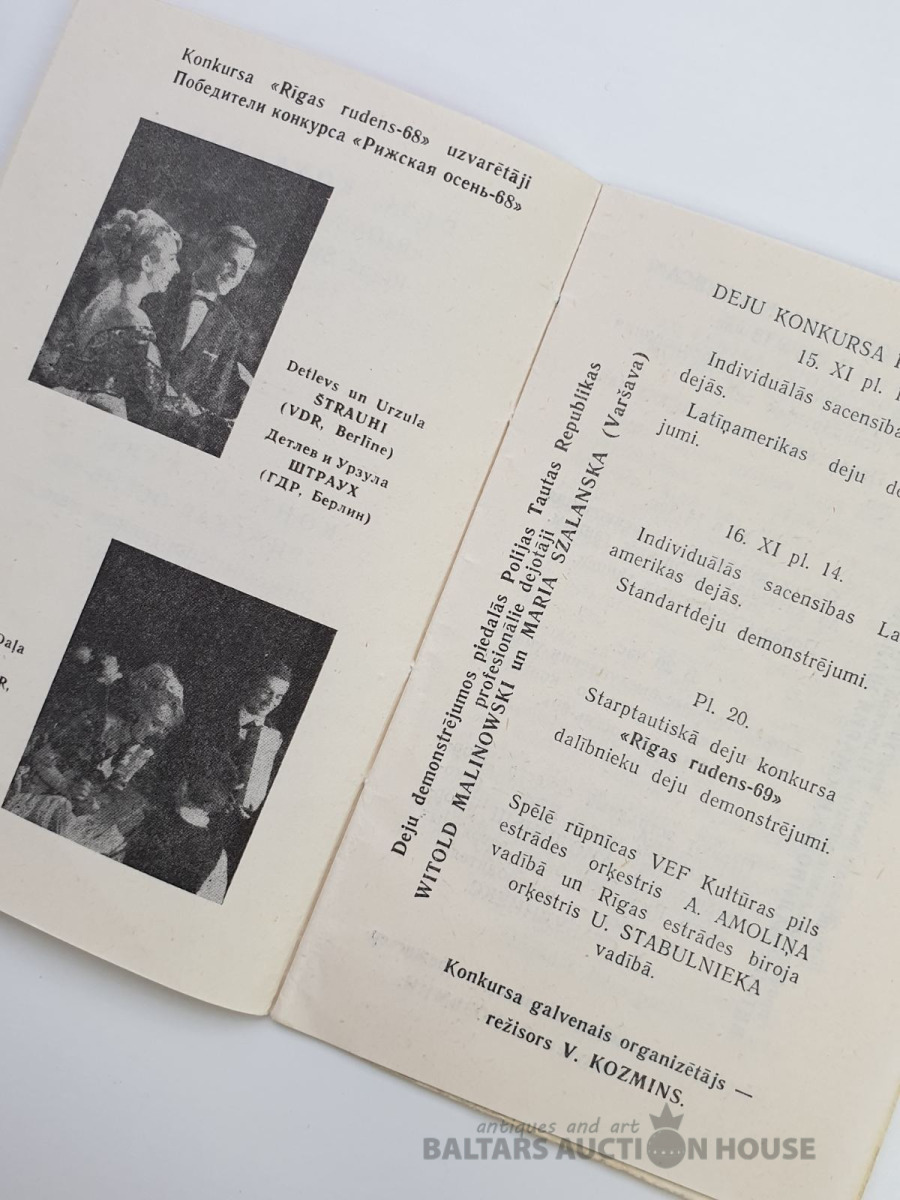 Konkursa «Rīgas rudens-68» uzvarētāji
Победители конкурса «Рижская осень-68»
Detlevs un Urzula
ŠTRAUHI
(VDR, Berlīne)
Детлев и Урзула
ШТРАУХ
(ГДР, Берлин)
Daļa
Deju demonstrējumos piedalās Polijas Tautas Republikas
profesionālie dejotāji
WITOLD MALINOWSKI un MARIA SZALANSKA (Varšava)
DEJU KONKURSA
15. XI pl.
Individuālās
dejās.
Latīņamerikas deju
jumi.
16. XI pl. 14.
Individuālās sacensības
amerikas dejās.
Standartdeju demonstrējumi.
Pl. 20.
Starptautiskā deju konkursa
«Rīgas rudens-69»
dalībnieku deju demonstrējumi.
Spēlē rūpnīcas VEF Kultūras pils
estrādes orķestris A. AMOLIŅA
vadībā un Rīgas estrādes biroja
orķestris U. STABULNIEKA
vadībā.
Konkursa galvenais organizētājs —
režisors V. KOZMINS.
antiques and art
BALTARS AUCTION HOUSE